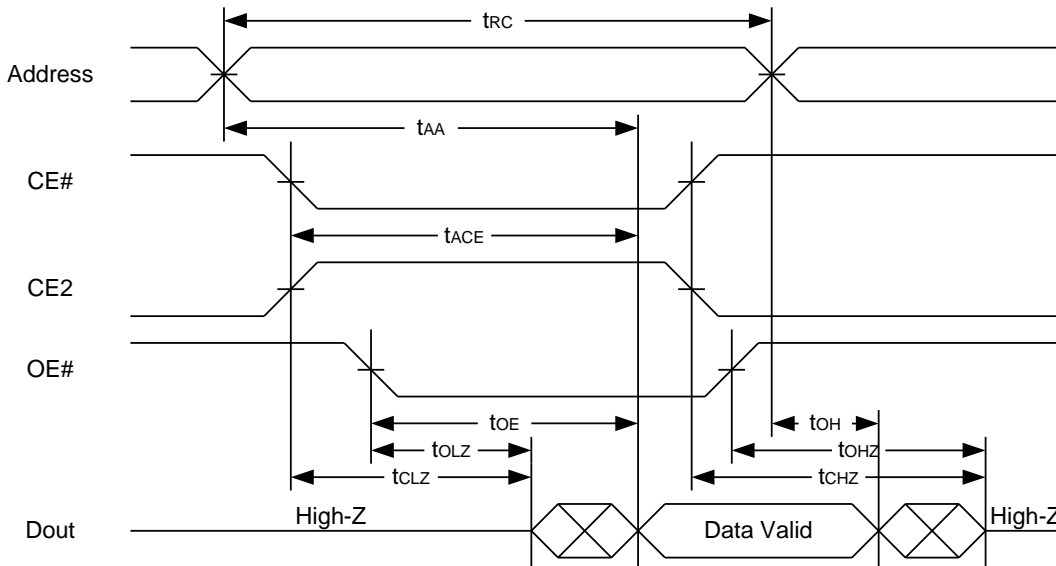 tRC
Address
tAA
CE#
tACE
CE2
OE#
tOE
tOH
tOLZ
tOHZ
tCLZ
tCHZ
High-Z
High-Z
Dout
Data Valid